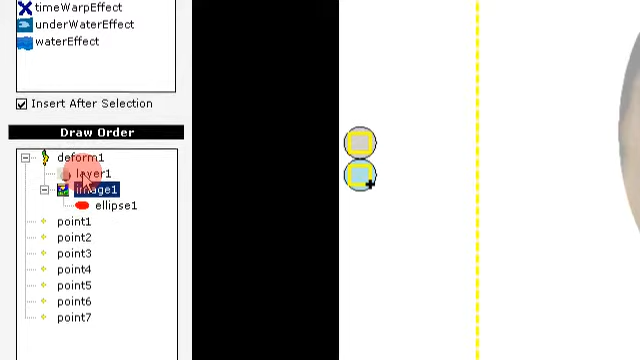 timeWarpEffect
underWaterEffect
waterEffect
Insert After Selection
Draw Order
deform1
layer1
image1
ellipse1
point1
point2
point3
point4
point5
point6
point7